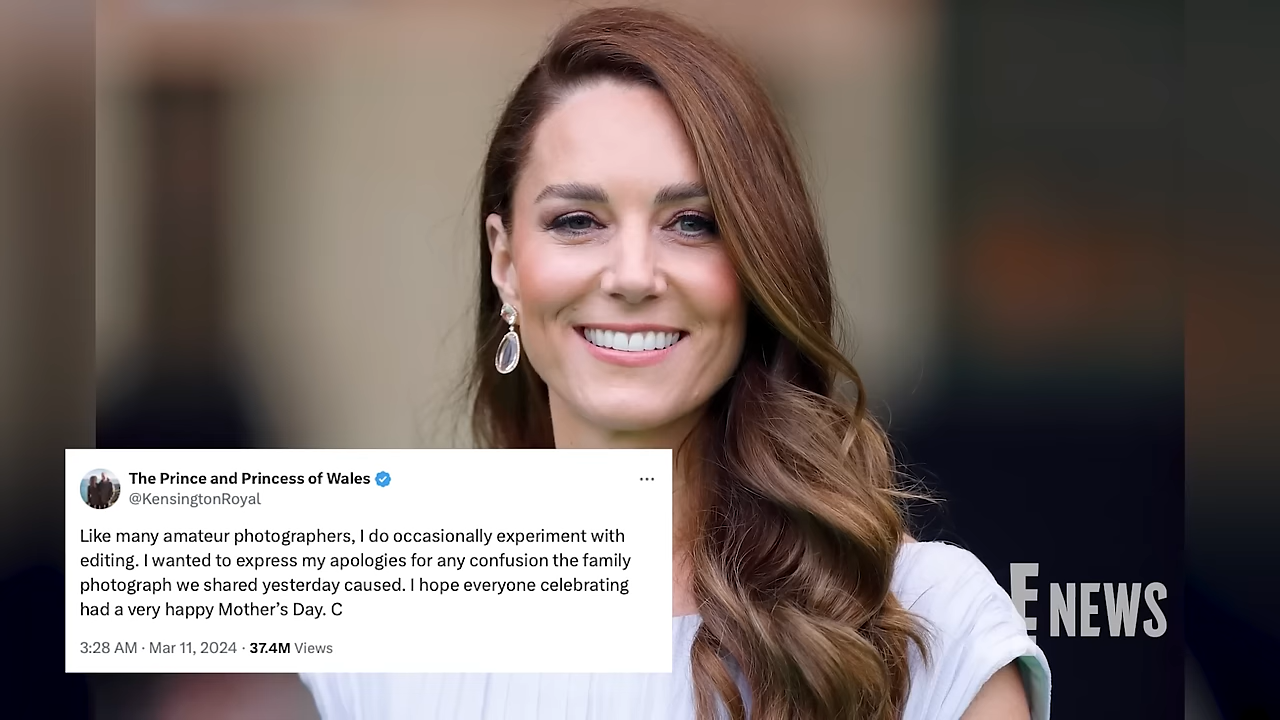 The Prince and Princess of Wales
@KensingtonRoyal
Like many amateur photographers, I do occasionally experiment with
editing. I wanted to express my apologies for any confusion the family
photograph we shared yesterday caused. I hope everyone celebrating
had a very happy Mother’s Day. C
3:28 AM · Mar 11, 2024 · 37.4M Views
E NEWS